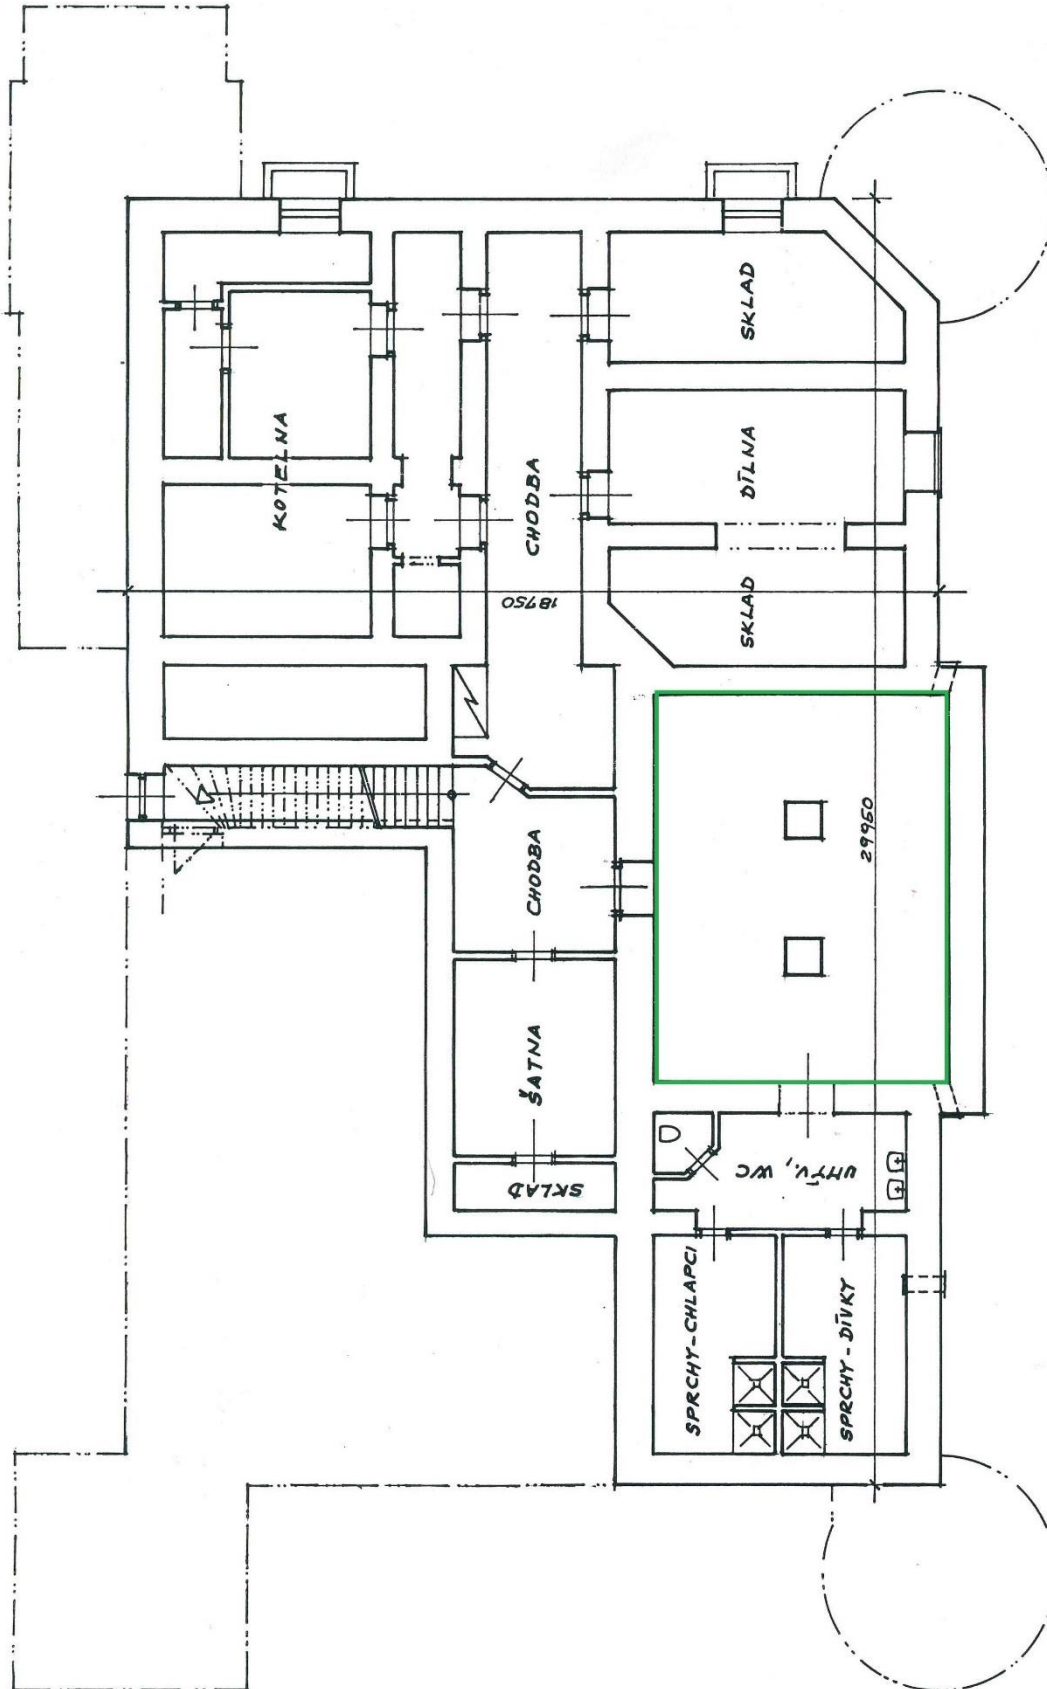 KOTELNA
CHODBA
SKLAD
DÍLNA
SKLAD
18750
CHODBA
29950
ŠATNA
SKLAD
UMÝV., WC
SPRCHY-CHLAPCI
SPRCHY-DÍVKY